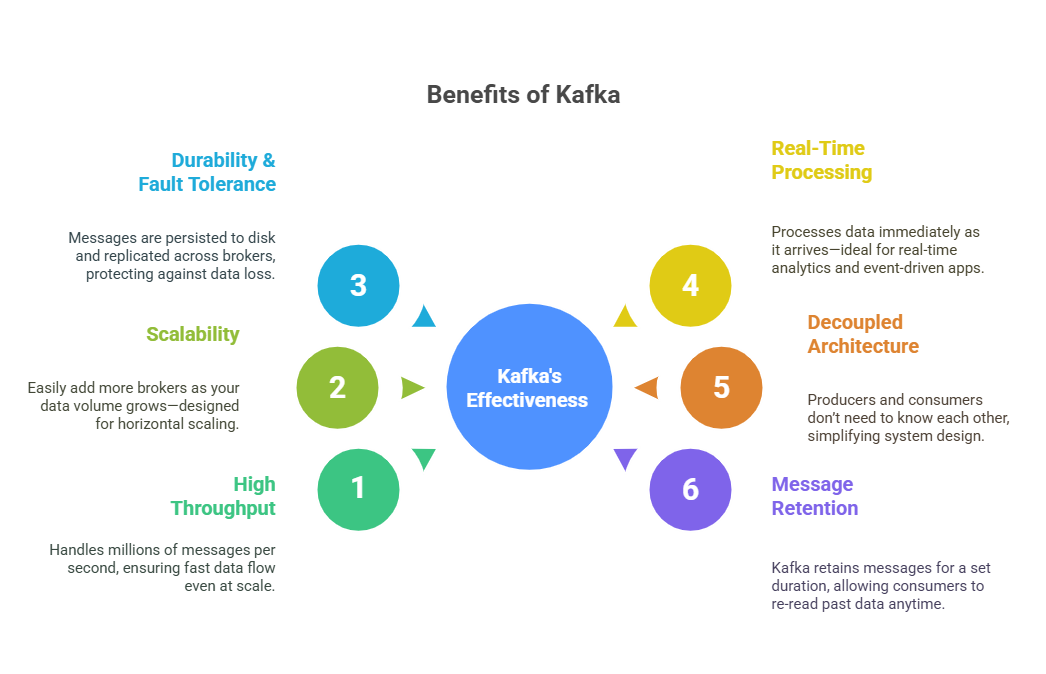 Benefits of Kafka
Durability &
Fault Tolerance
Messages are persisted to disk
and replicated across brokers,
protecting against data loss.
3
Scalability
Easily add more brokers as your
data volume grows—designed
for horizontal scaling.
2
High
Throughput
Handles millions of messages per
second, ensuring fast data flow
even at scale.
1
Kafka's
Effectiveness
Real-Time
Processing
Processes data immediately as
it arrives—ideal for real-time
analytics and event-driven apps.
4
Decoupled
Architecture
Producers and consumers
don’t need to know each other,
simplifying system design.
5
Message
Retention
Kafka retains messages for a set
duration, allowing consumers to
re-read past data anytime.
6